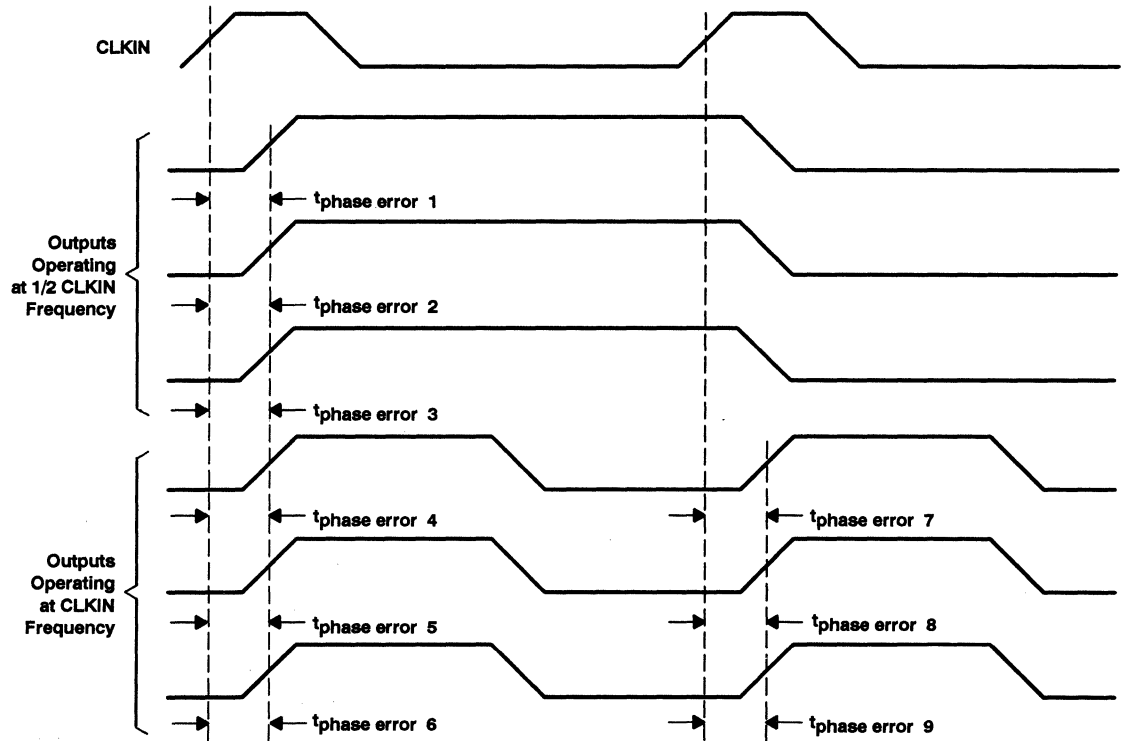 CLKIN
Outputs
Operating
at 1/2 CLKIN
Frequency
tphase error 1
tphase error 2
tphase error 3
Outputs
Operating
at CLKIN
Frequency
tphase error 4
tphase error 7
tphase error 5
tphase error 8
tphase error 6
tphase error 9